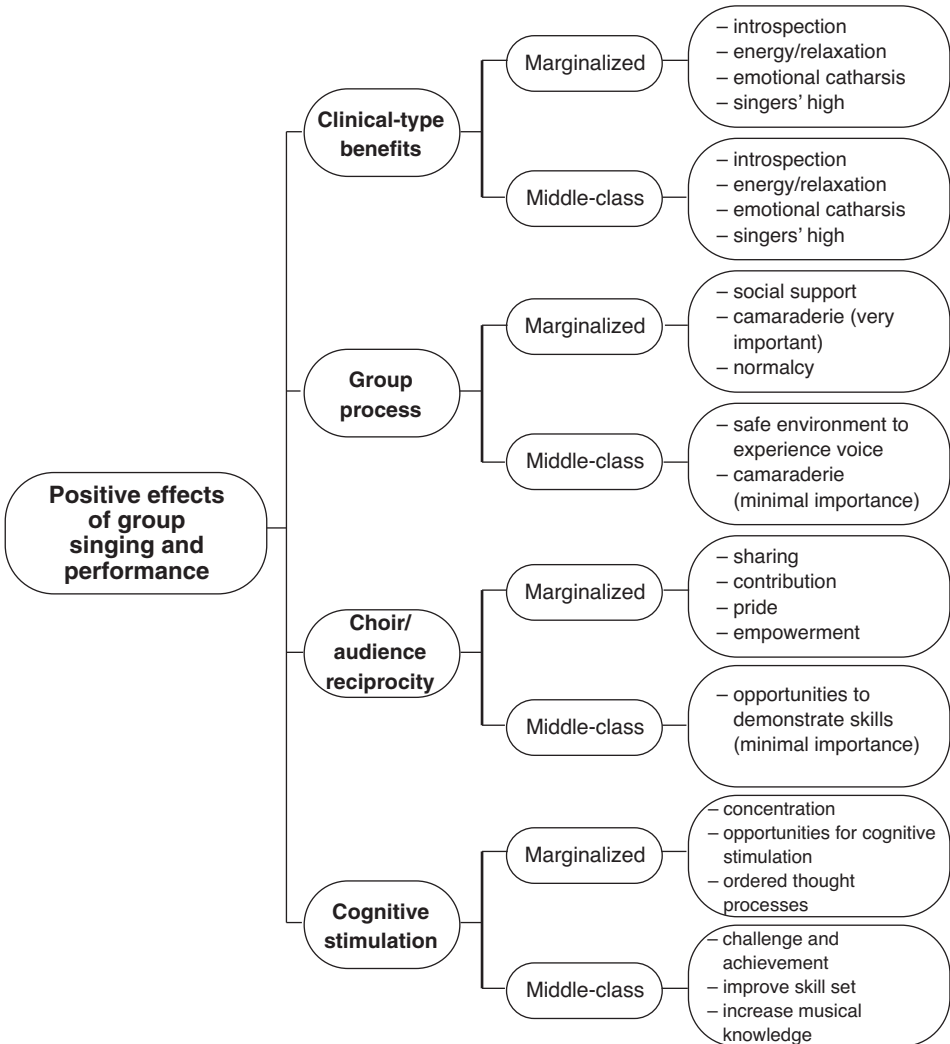 Positive effects
of group
singing and
performance
Clinical-type
benefits
Marginalized
– introspection
– energy/relaxation
– emotional catharsis
– singers’ high
Middle-class
– introspection
– energy/relaxation
– emotional catharsis
– singers’ high
Group
process
Marginalized
– social support
– camaraderie (very
important)
– normalcy
Middle-class
– safe environment to
experience voice
– camaraderie
(minimal importance)
Choir/
audience
reciprocity
Marginalized
– sharing
– contribution
– pride
– empowerment
Middle-class
– opportunities to
demonstrate skills
(minimal importance)
Cognitive
stimulation
Marginalized
– concentration
– opportunities for cognitive
stimulation
– ordered thought
processes
Middle-class
– challenge and
achievement
– improve skill set
– increase musical
knowledge